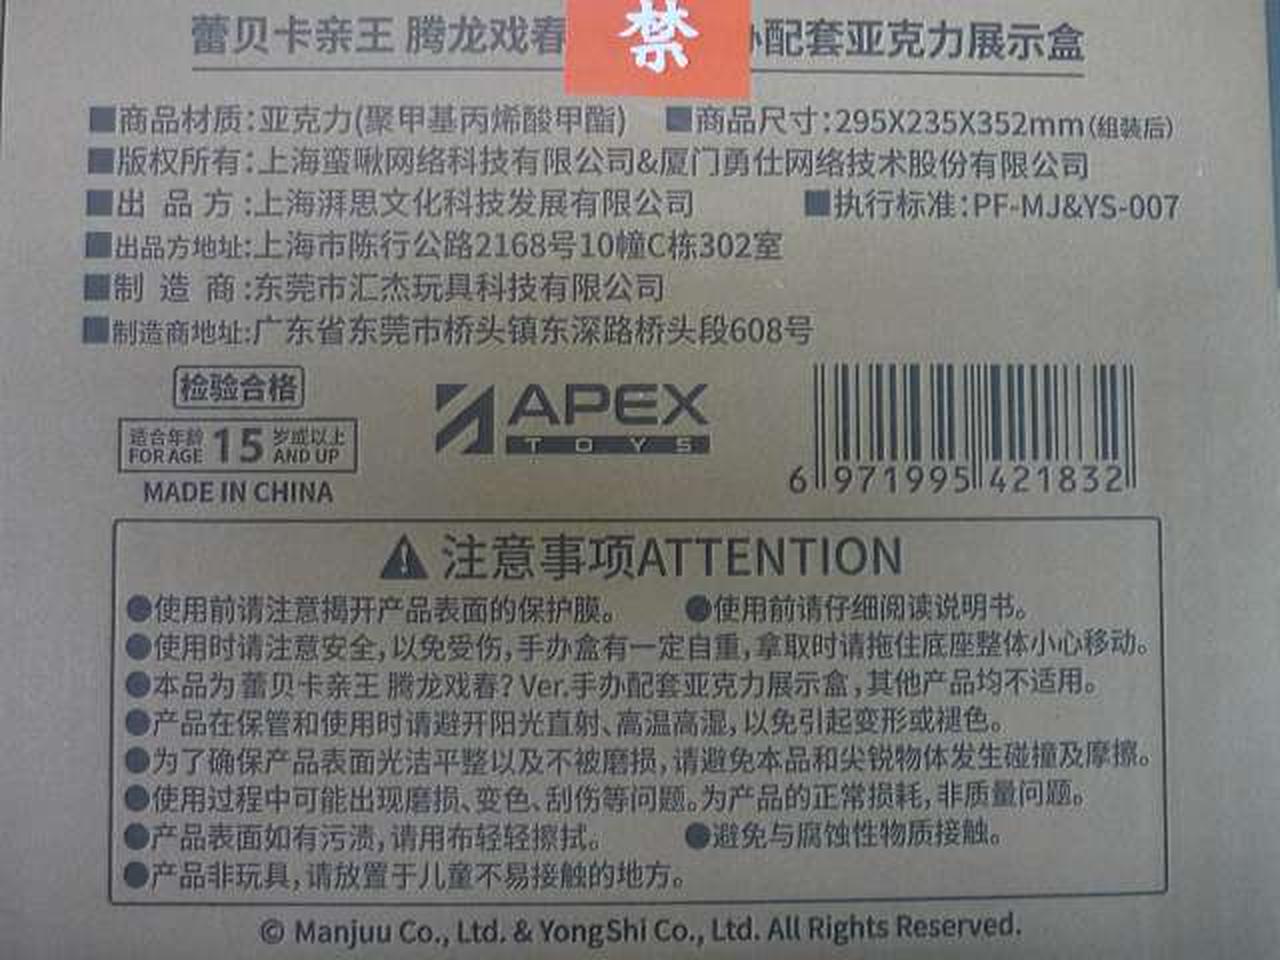 蕾贝卡亲王 腾龙戏春 禁 配套亚克力展示盒
■商品材质:亚克力(聚甲基丙烯酸甲酯) ■商品尺寸:295X235X352mm(组装后)
■版权所有:上海蛮啾网络科技有限公司&厦门勇仕网络技术股份有限公司
■出 品 方:上海湃思文化科技发展有限公司 ■执行标准:PF-MJ&YS-007
■出品方地址:上海市陈行公路2168号10幢C栋302室
■制 造 商:东莞市汇杰玩具科技有限公司
■制造商地址:广东省东莞市桥头镇东深路桥头段608号
检验合格
适合年龄 FOR AGE 15 岁或以上 AND UP
MADE IN CHINA
APEX
TOYS
6 971995 421832
注意事项ATTENTION
●使用前请注意揭开产品表面的保护膜。 ●使用前请仔细阅读说明书。
●使用时请注意安全,以免受伤,手办盒有一定自重,拿取时请拖住底座整体小心移动。
●本品为 蕾贝卡亲王 腾龙戏春? Ver.手办配套亚克力展示盒,其他产品均不适用。
●产品在保管和使用时请避开阳光直射、高温高湿,以免引起变形或褪色。
●为了确保产品表面光洁平整以及不被磨损,请避免本品和尖锐物体发生碰撞及摩擦。
●使用过程中可能出现磨损、变色、刮伤等问题。为产品的正常损耗,非质量问题。
●产品表面如有污渍,请用布轻轻擦拭。 ●避免与腐蚀性物质接触。
●产品非玩具,请放置于儿童不易接触的地方。
© Manjuu Co., Ltd. & YongShi Co., Ltd. All Rights Reserved.